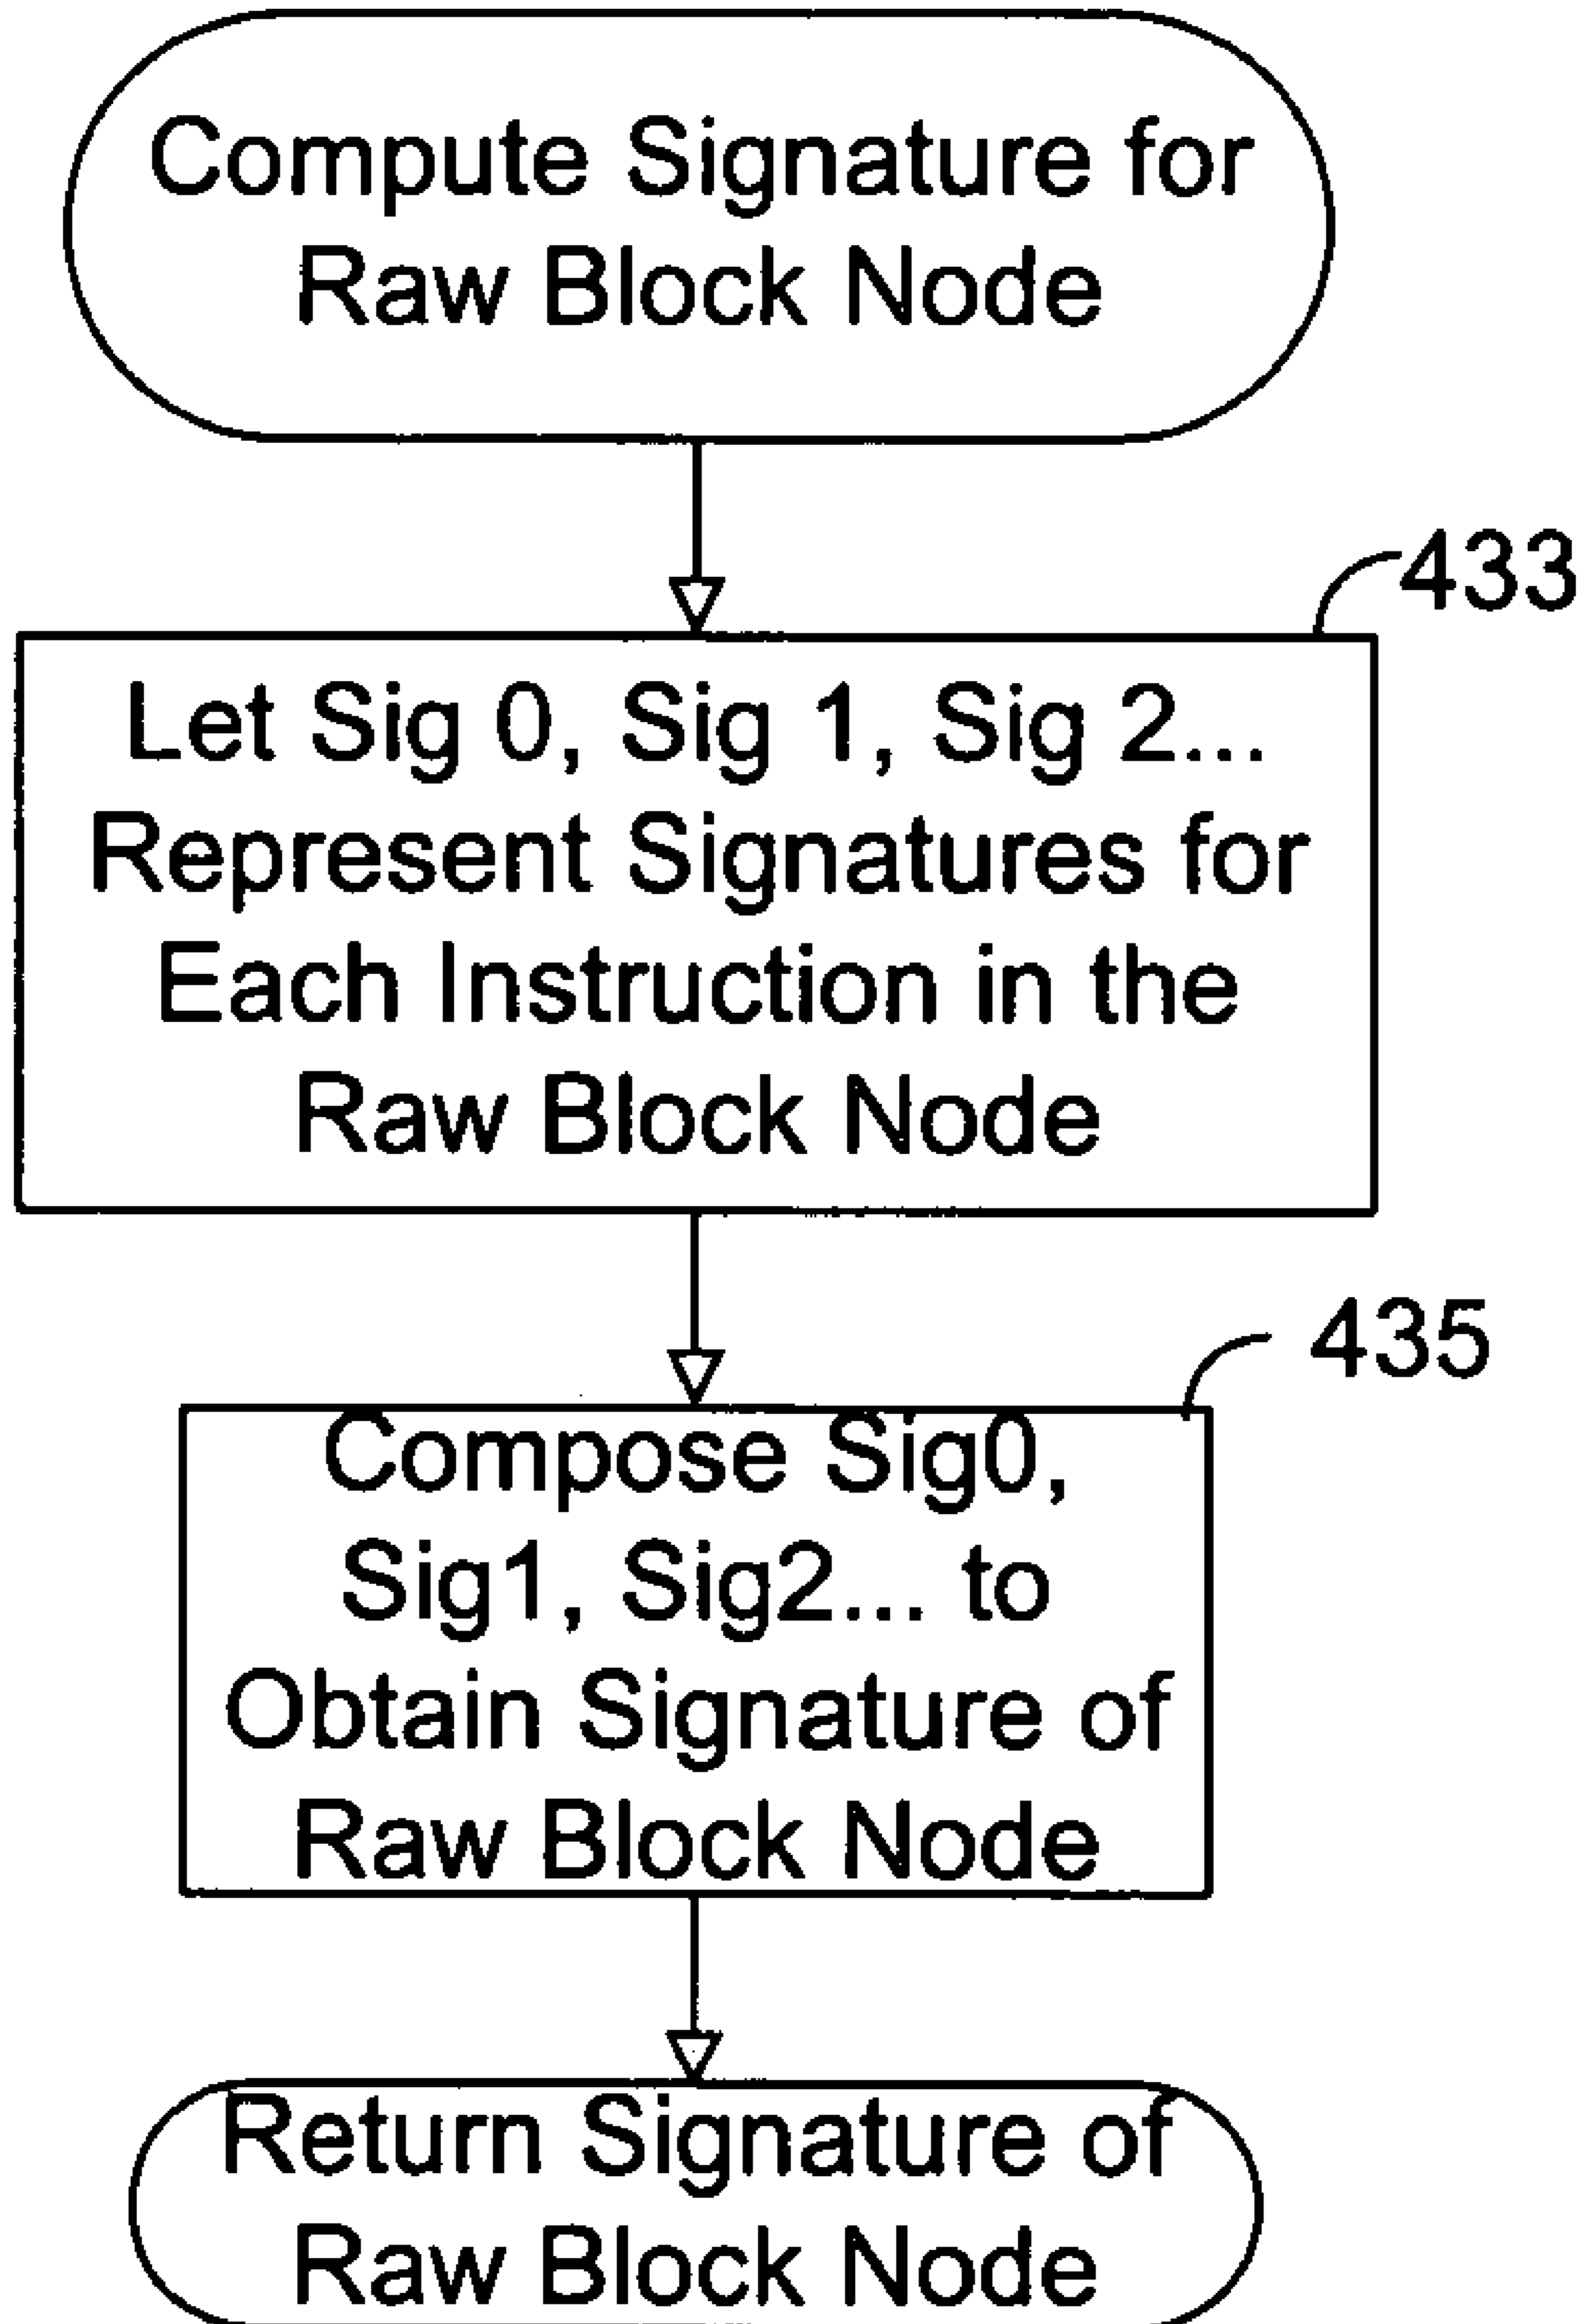 Compute Signature for
Raw Block Node
433
Let Sig 0, Sig 1, Sig 2...
Represent Signatures for
Each Instruction in the
Raw Block Node
435
Compose Sig0,
Sig1, Sig2... to
Obtain Signature of
Raw Block Node
Return Signature of
Raw Block Node